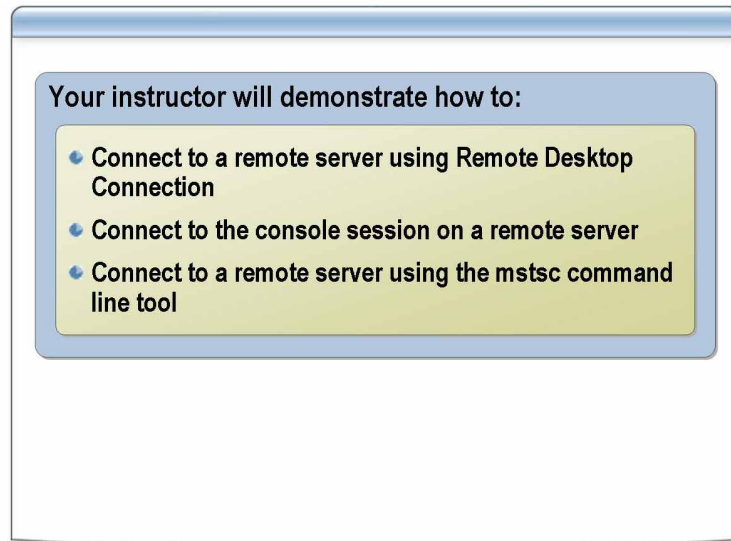 Your instructor will demonstrate how to:
Connect to a remote server using Remote Desktop
Connection
Connect to the console session on a remote server
Connect to a remote server using the mstsc command
line tool